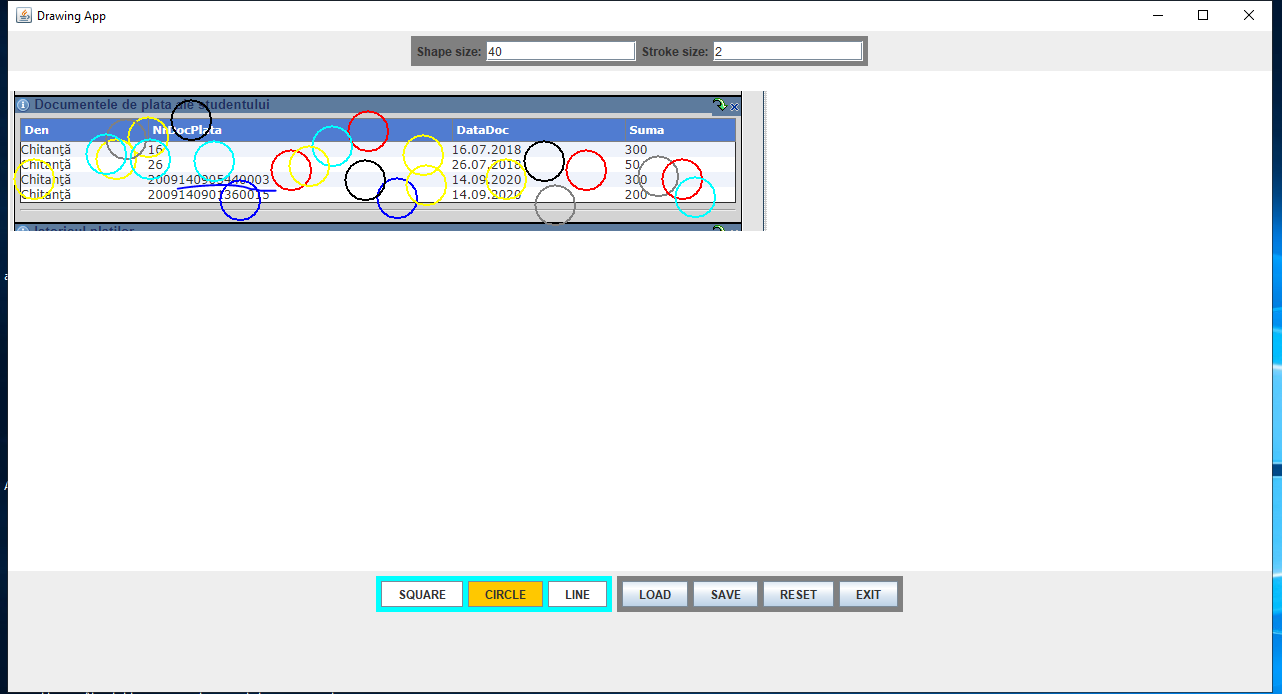 Drawing App
Shape size: 40 Stroke size: 2
Documentele de plata ale studentului
Den NrDocPlata DataDoc Suma
Chitanţă 16 16.07.2018 300
Chitanţă 26 26.07.2018 50
Chitanţă 2009140905440003 14.09.2020 300
Chitanţă 2009140901360015 14.09.2020 200
Istoricul platilor
SQUARE CIRCLE LINE LOAD SAVE RESET EXIT